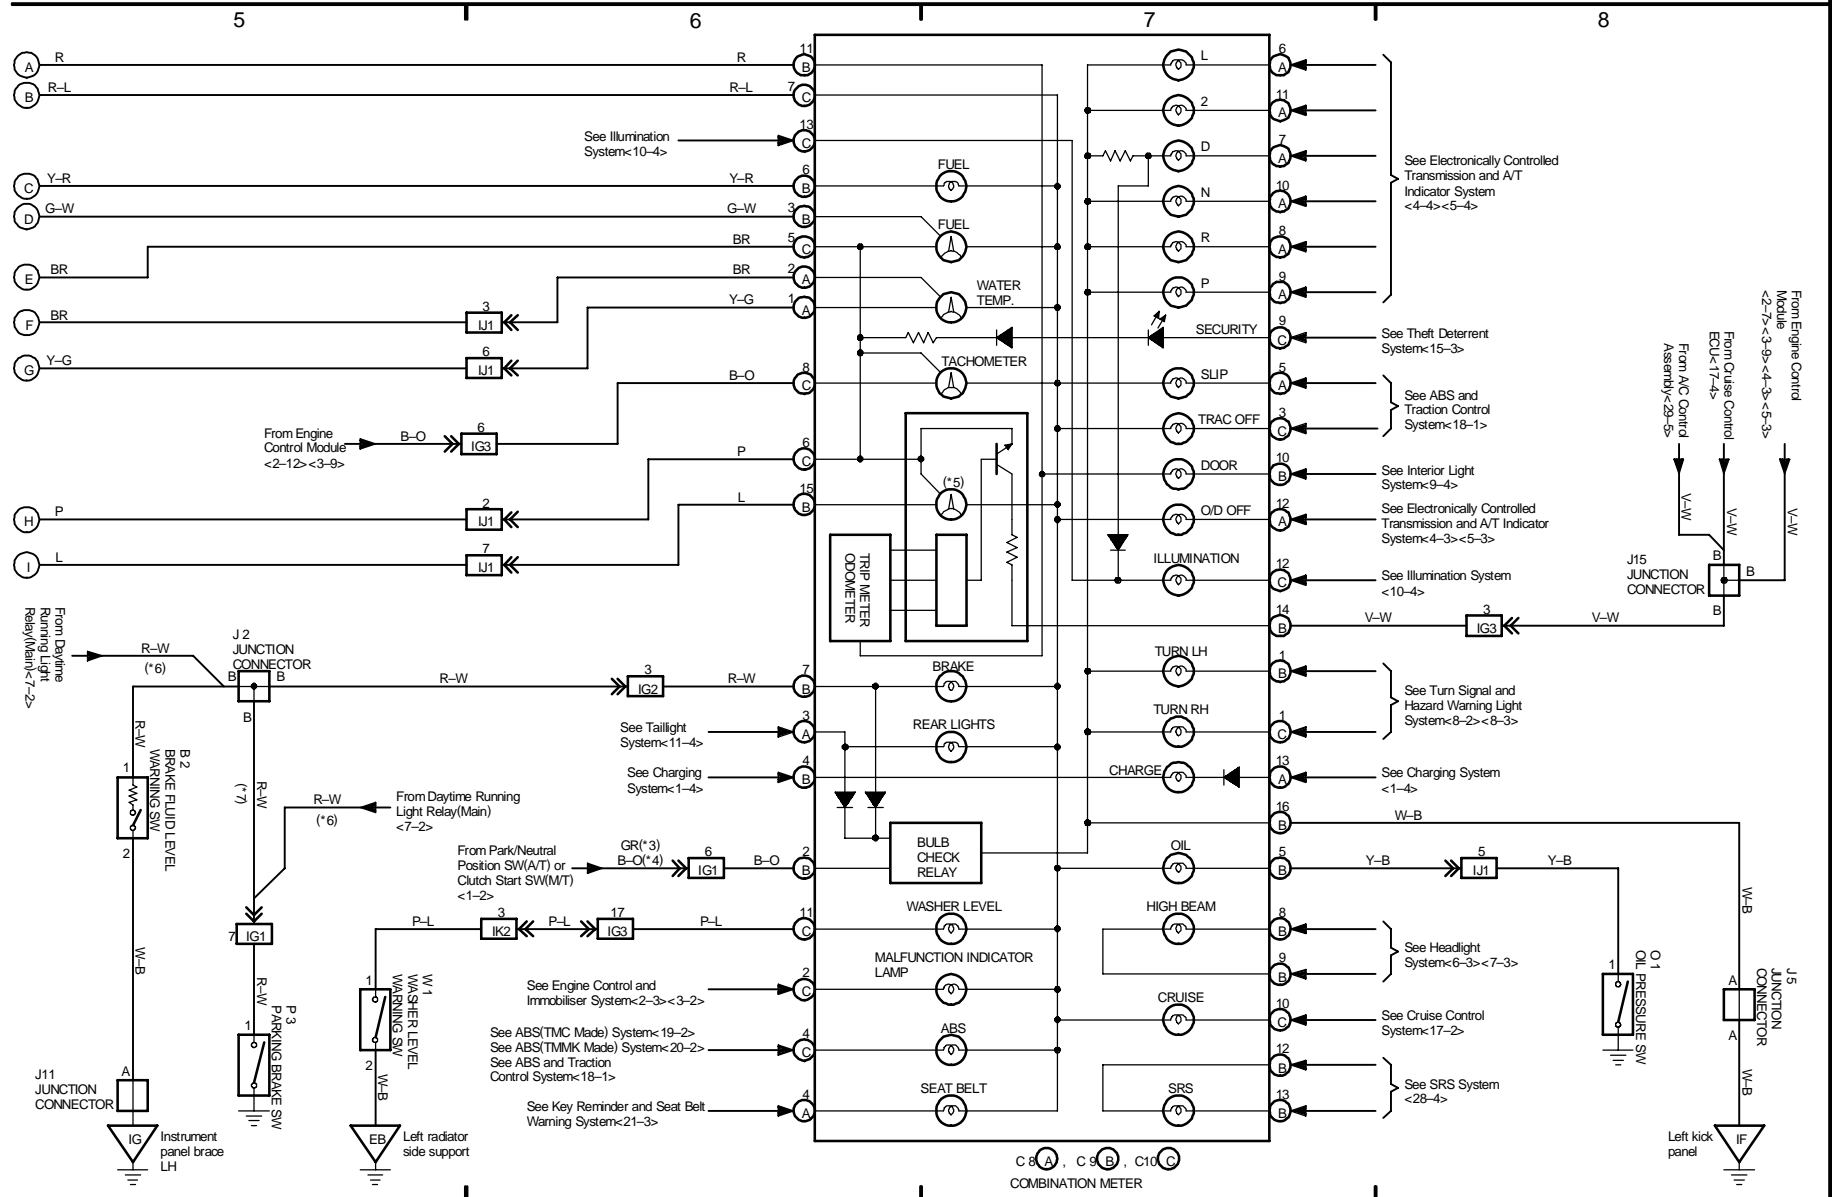 5
6
7
8
A
R
R
11
B
B
R–L
R–L
7
C
See Illumination
System<10–4>
13
C
C
Y–R
Y–R
6
B
FUEL
D
G–W
G–W
3
B
FUEL
BR
5
C
E
BR
BR
2
A
WATER
TEMP.
F
BR
3
IJ1
Y–G
1
A
G
Y–G
6
IJ1
TACHOMETER
B–O
8
C
From Engine
Control Module
<2–12><3–9>
B–O
6
IG3
P
6
C
(*5)
L
15
B
H
P
2
IJ1
I
L
7
IJ1
TRIP METER
ODOMETER
L
6
A
2
11
A
D
7
A
N
10
A
R
8
A
P
9
A
See Electronically Controlled
Transmission and A/T
Indicator System
<4–4><5–4>
SECURITY
9
C
See Theft Deterrent
System<15–3>
SLIP
5
A
TRAC OFF
3
C
See ABS and
Traction Control
System<18–1>
DOOR
10
B
See Interior Light
System<9–4>
O/D OFF
12
A
See Electronically Controlled
Transmission and A/T Indicator
System<4–3><5–3>
ILLUMINATION
12
C
See Illumination System
<10–4>
14
B
V–W
3
IG3
V–W
From A/C Control
Assembly<29–5>
From Cruise Control
ECU<17–4>
From Engine Control
Module
<2–7><3–9><4–3><5–3>
V–W
V–W
V–W
J15
JUNCTION
CONNECTOR
B
B
B
From Daytime
Running Light
Relay(Main)<7–2>
R–W
(*6)
J 2
JUNCTION
CONNECTOR
B
B
B
R–W
3
IG2
R–W
7
B
BRAKE
REAR LIGHTS
See Taillight
System<11–4>
3
A
See Charging
System<1–4>
4
B
CHARGE
13
A
See Charging System
<1–4>
TURN LH
1
B
TURN RH
1
C
See Turn Signal and
Hazard Warning Light
System<8–2><8–3>
R–W
1
2
B 2
BRAKE FLUID LEVEL
WARNING SW
R–W
(*7)
R–W
(*6)
From Daytime Running
Light Relay(Main)
<7–2>
From Park/Neutral
Position SW(A/T) or
Clutch Start SW(M/T)
<1–2>
GR(*3)
B–O(*4)
6
IG1
B–O
2
B
BULB
CHECK
RELAY
16
B
W–B
OIL
5
B
Y–B
5
IJ1
Y–B
7
IG1
W–B
R–W
1
P 3
PARKING BRAKE SW
P–L
3
IK2
P–L
17
IG3
P–L
11
C
WASHER LEVEL
1
2
W 1
WASHER LEVEL
WARNING SW
W–B
MALFUNCTION INDICATOR
LAMP
See Engine Control and
Immobiliser System<2–3><3–2>
2
C
See ABS(TMC Made) System<19–2>
See ABS(TMMK Made) System<20–2>
See ABS and Traction
Control System<18–1>
4
C
ABS
See Key Reminder and Seat Belt
Warning System<21–3>
4
A
SEAT BELT
HIGH BEAM
8
B
9
B
See Headlight
System<6–3><7–3>
CRUISE
10
C
See Cruise Control
System<17–2>
12
B
SRS
13
B
See SRS System
<28–4>
1
O 1
OIL PRESSURE SW
W–B
A
A
J 5
JUNCTION
CONNECTOR
W–B
J11
JUNCTION
CONNECTOR
A
IG
Instrument
panel brace
LH
EB
Left radiator
side support
Left kick
panel
IF
C 8 A , C 9 B , C10 C
COMBINATION METER